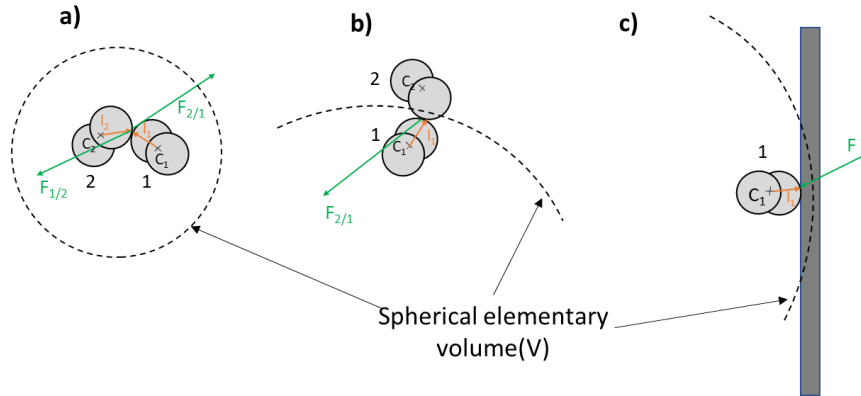 a)
b)
c)
F2/1
l2
l1
C2
C1
F1/2
2
1
2
C2
1
C1
l1
F2/1
F
1
C1
l1
Spherical elementary
volume(V)